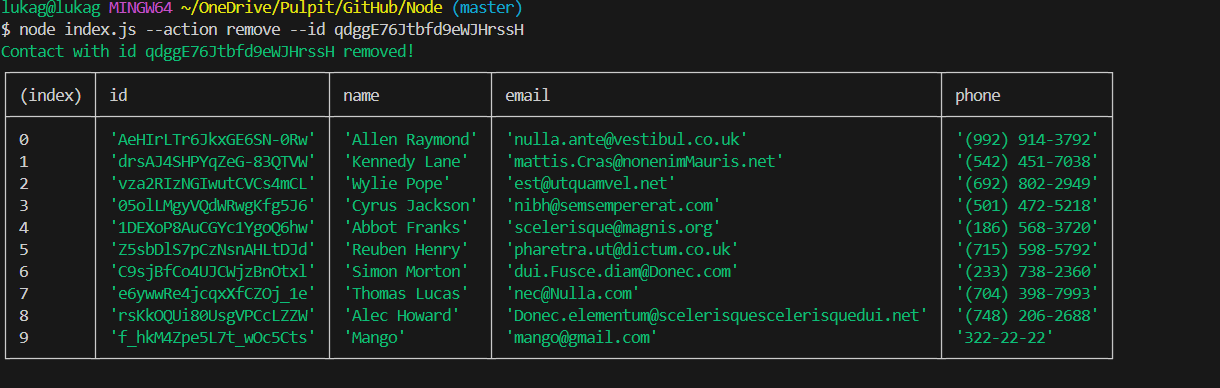 lukag@lukag MINGW64 ~/OneDrive/Pulpit/GitHub/Node (master)
$ node index.js --action remove --id qdggE76Jtbfd9eWJHrssH
Contact with id qdggE76Jtbfd9eWJHrssH removed!
(index) id name email phone
0 'AeHIrLTr6JkxGE6SN-0Rw' 'Allen Raymond' 'nulla.ante@vestibul.co.uk' '(992) 914-3792'
1 'drsAJ4SHPYqZeG-83QTVW' 'Kennedy Lane' 'mattis.Cras@nonenimMauris.net' '(542) 451-7038'
2 'vza2RIzNGIwutCVCs4mCL' 'Wylie Pope' 'est@utquamvel.net' '(692) 802-2949'
3 '05olLMgyVQdWRwgKfg5J6' 'Cyrus Jackson' 'nibh@semsempererat.com' '(501) 472-5218'
4 '1DEXoP8AuCGYc1YgoQ6hw' 'Abbot Franks' 'scelerisque@magnis.org' '(186) 568-3720'
5 'Z5sbDlS7pCzNsnAHLtDJd' 'Reuben Henry' 'pharetra.ut@dictum.co.uk' '(715) 598-5792'
6 'C9sjBfCo4UJCWjzBnOtxl' 'Simon Morton' 'dui.Fusce.diam@Donec.com' '(233) 738-2360'
7 'e6ywwRe4jcqxXfCZOj_1e' 'Thomas Lucas' 'nec@Nulla.com' '(704) 398-7993'
8 'rsKkOQUi80UsgVPCcLZZW' 'Alec Howard' 'Donec.elementum@scelerisquescelerisquedui.net' '(748) 206-2688'
9 'f_hkM4Zpe5L7t_wOc5Cts' 'Mango' 'mango@gmail.com' '322-22-22'